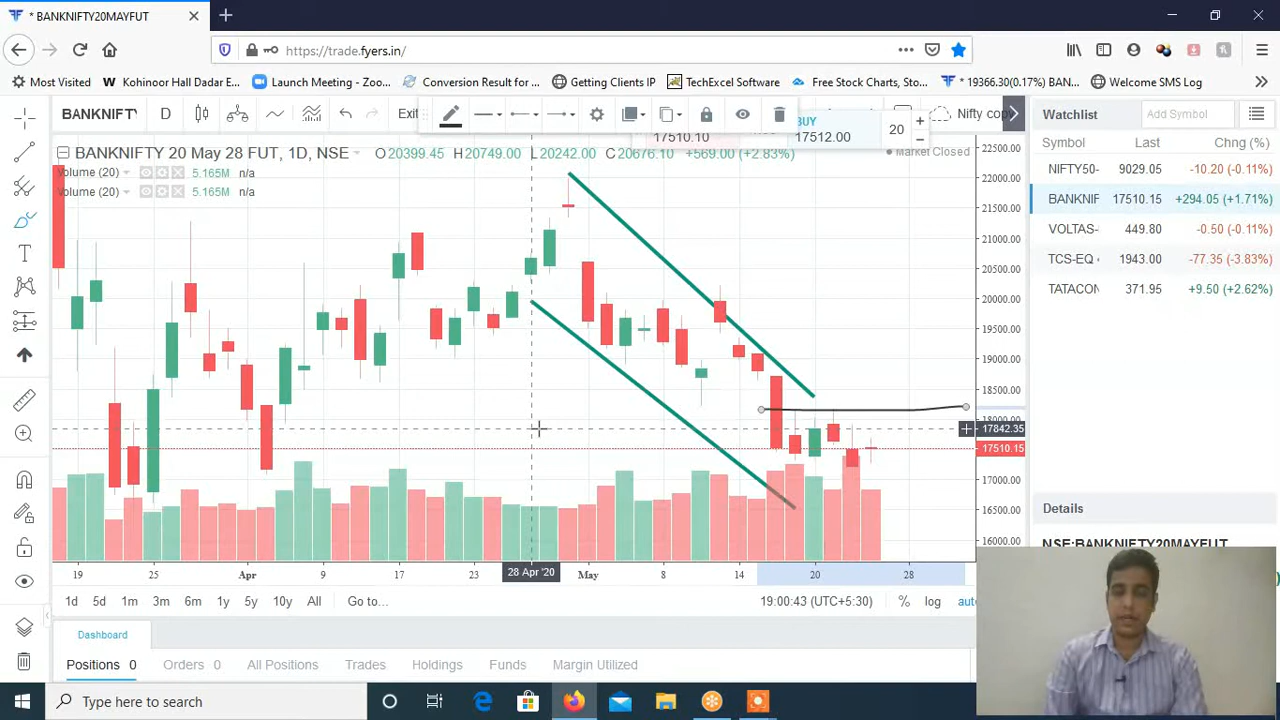 * BANKNIFTY20MAYFUT
https://trade.fyers.in/
Most Visited W Kohinoor Hall Dadar E... Launch Meeting - Zoo... Conversion Result for ... Getting Clients IP TechExcel Software Free Stock Charts, Sto... * 19366.30(0.17%) BAN... Welcome SMS Log
BANKNIFTY D Exit BUY 20 Nifty cop
17510.10 17512.00
BANKNIFTY 20 May 28 FUT, 1D, NSE O20399.45 H20749.00 L20242.00 C20676.10 +569.00 (+2.83%) Market Closed
Volume (20) 5.165M n/a
Volume (20) 5.165M n/a
22500.00
22000.00
21500.00
21000.00
20500.00
20000.00
19500.00
19000.00
18500.00
18000.00
17842.35
17510.15
17000.00
16500.00
16000.00
19 25 Apr 9 17 23 28 Apr '20 May 8 14 20 28
1d 5d 1m 3m 6m 1y 5y 10y All Go to... 19:00:43 (UTC+5:30) % log auto
Dashboard
Positions 0 Orders 0 All Positions Trades Holdings Funds Margin Utilized
Watchlist Add Symbol
Symbol Last Chng (%)
NIFTY50- 9029.05 -10.20 (-0.11%)
BANKNIF 17510.15 +294.05 (+1.71%)
VOLTAS- 449.80 -0.50 (-0.11%)
TCS-EQ 1943.00 -77.35 (-3.83%)
TATACON 371.95 +9.50 (+2.62%)
Details
NSE:BANKNIFTY20MAYFUT
Type here to search